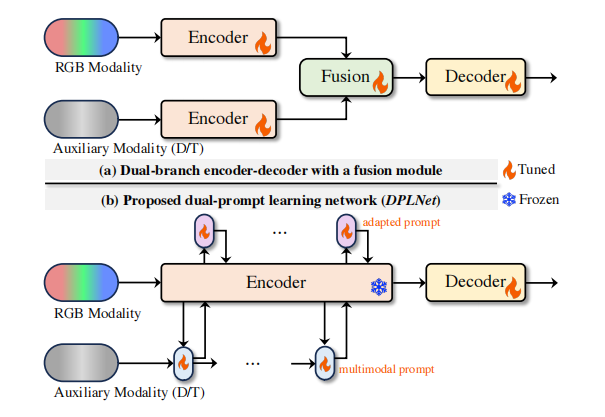 Encoder
RGB Modality
Fusion
Decoder
Encoder
Auxiliary Modality (D/T)
(a) Dual-branch encoder-decoder with a fusion module
Tuned
(b) Proposed dual-prompt learning network (DPLNet)
Frozen
adapted prompt
...
Encoder
Decoder
RGB Modality
...
multimodal prompt
Auxiliary Modality (D/T)